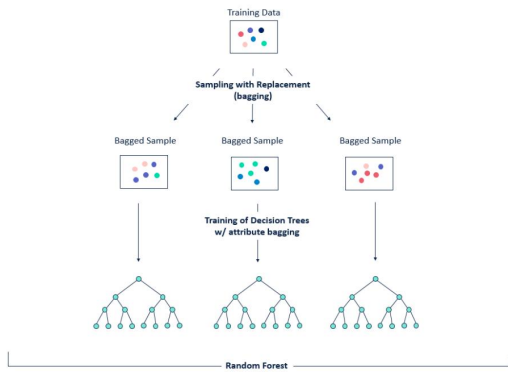 Training Data
Sampling with Replacement
(bagging)
Bagged Sample
Bagged Sample
Bagged Sample
Training of Decision Trees
w/ attribute bagging
Random Forest